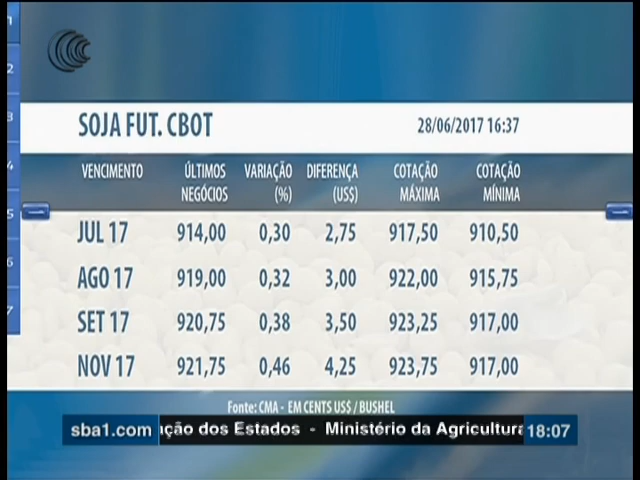 SOJA FUT. CBOT 28/06/2017 16:37
VENCIMENTO ÚLTIMOS NEGÓCIOS VARIAÇÃO (%) DIFERENÇA (US$) COTAÇÃO MÁXIMA COTAÇÃO MÍNIMA
JUL 17 914,00 0,30 2,75 917,50 910,50
AGO 17 919,00 0,32 3,00 922,00 915,75
SET 17 920,75 0,38 3,50 923,25 917,00
NOV 17 921,75 0,46 4,25 923,75 917,00
Fonte: CMA - EM CENTS US$ / BUSHEL
sba1.com ação dos Estados - Ministério da Agricultura 18:07